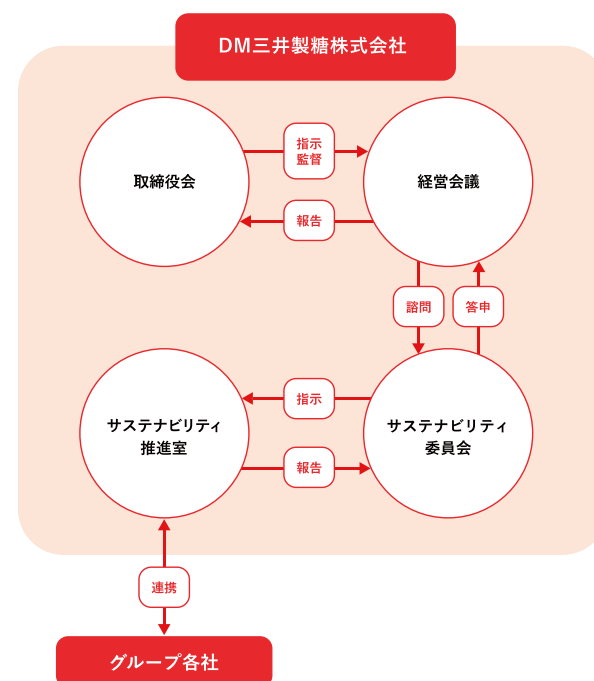 DM三井製糖株式会社
取締役会
指示
監督
経営会議
報告
諮問
答申
サステナビリティ
推進室
指示
サステナビリティ
委員会
報告
連携
グループ各社